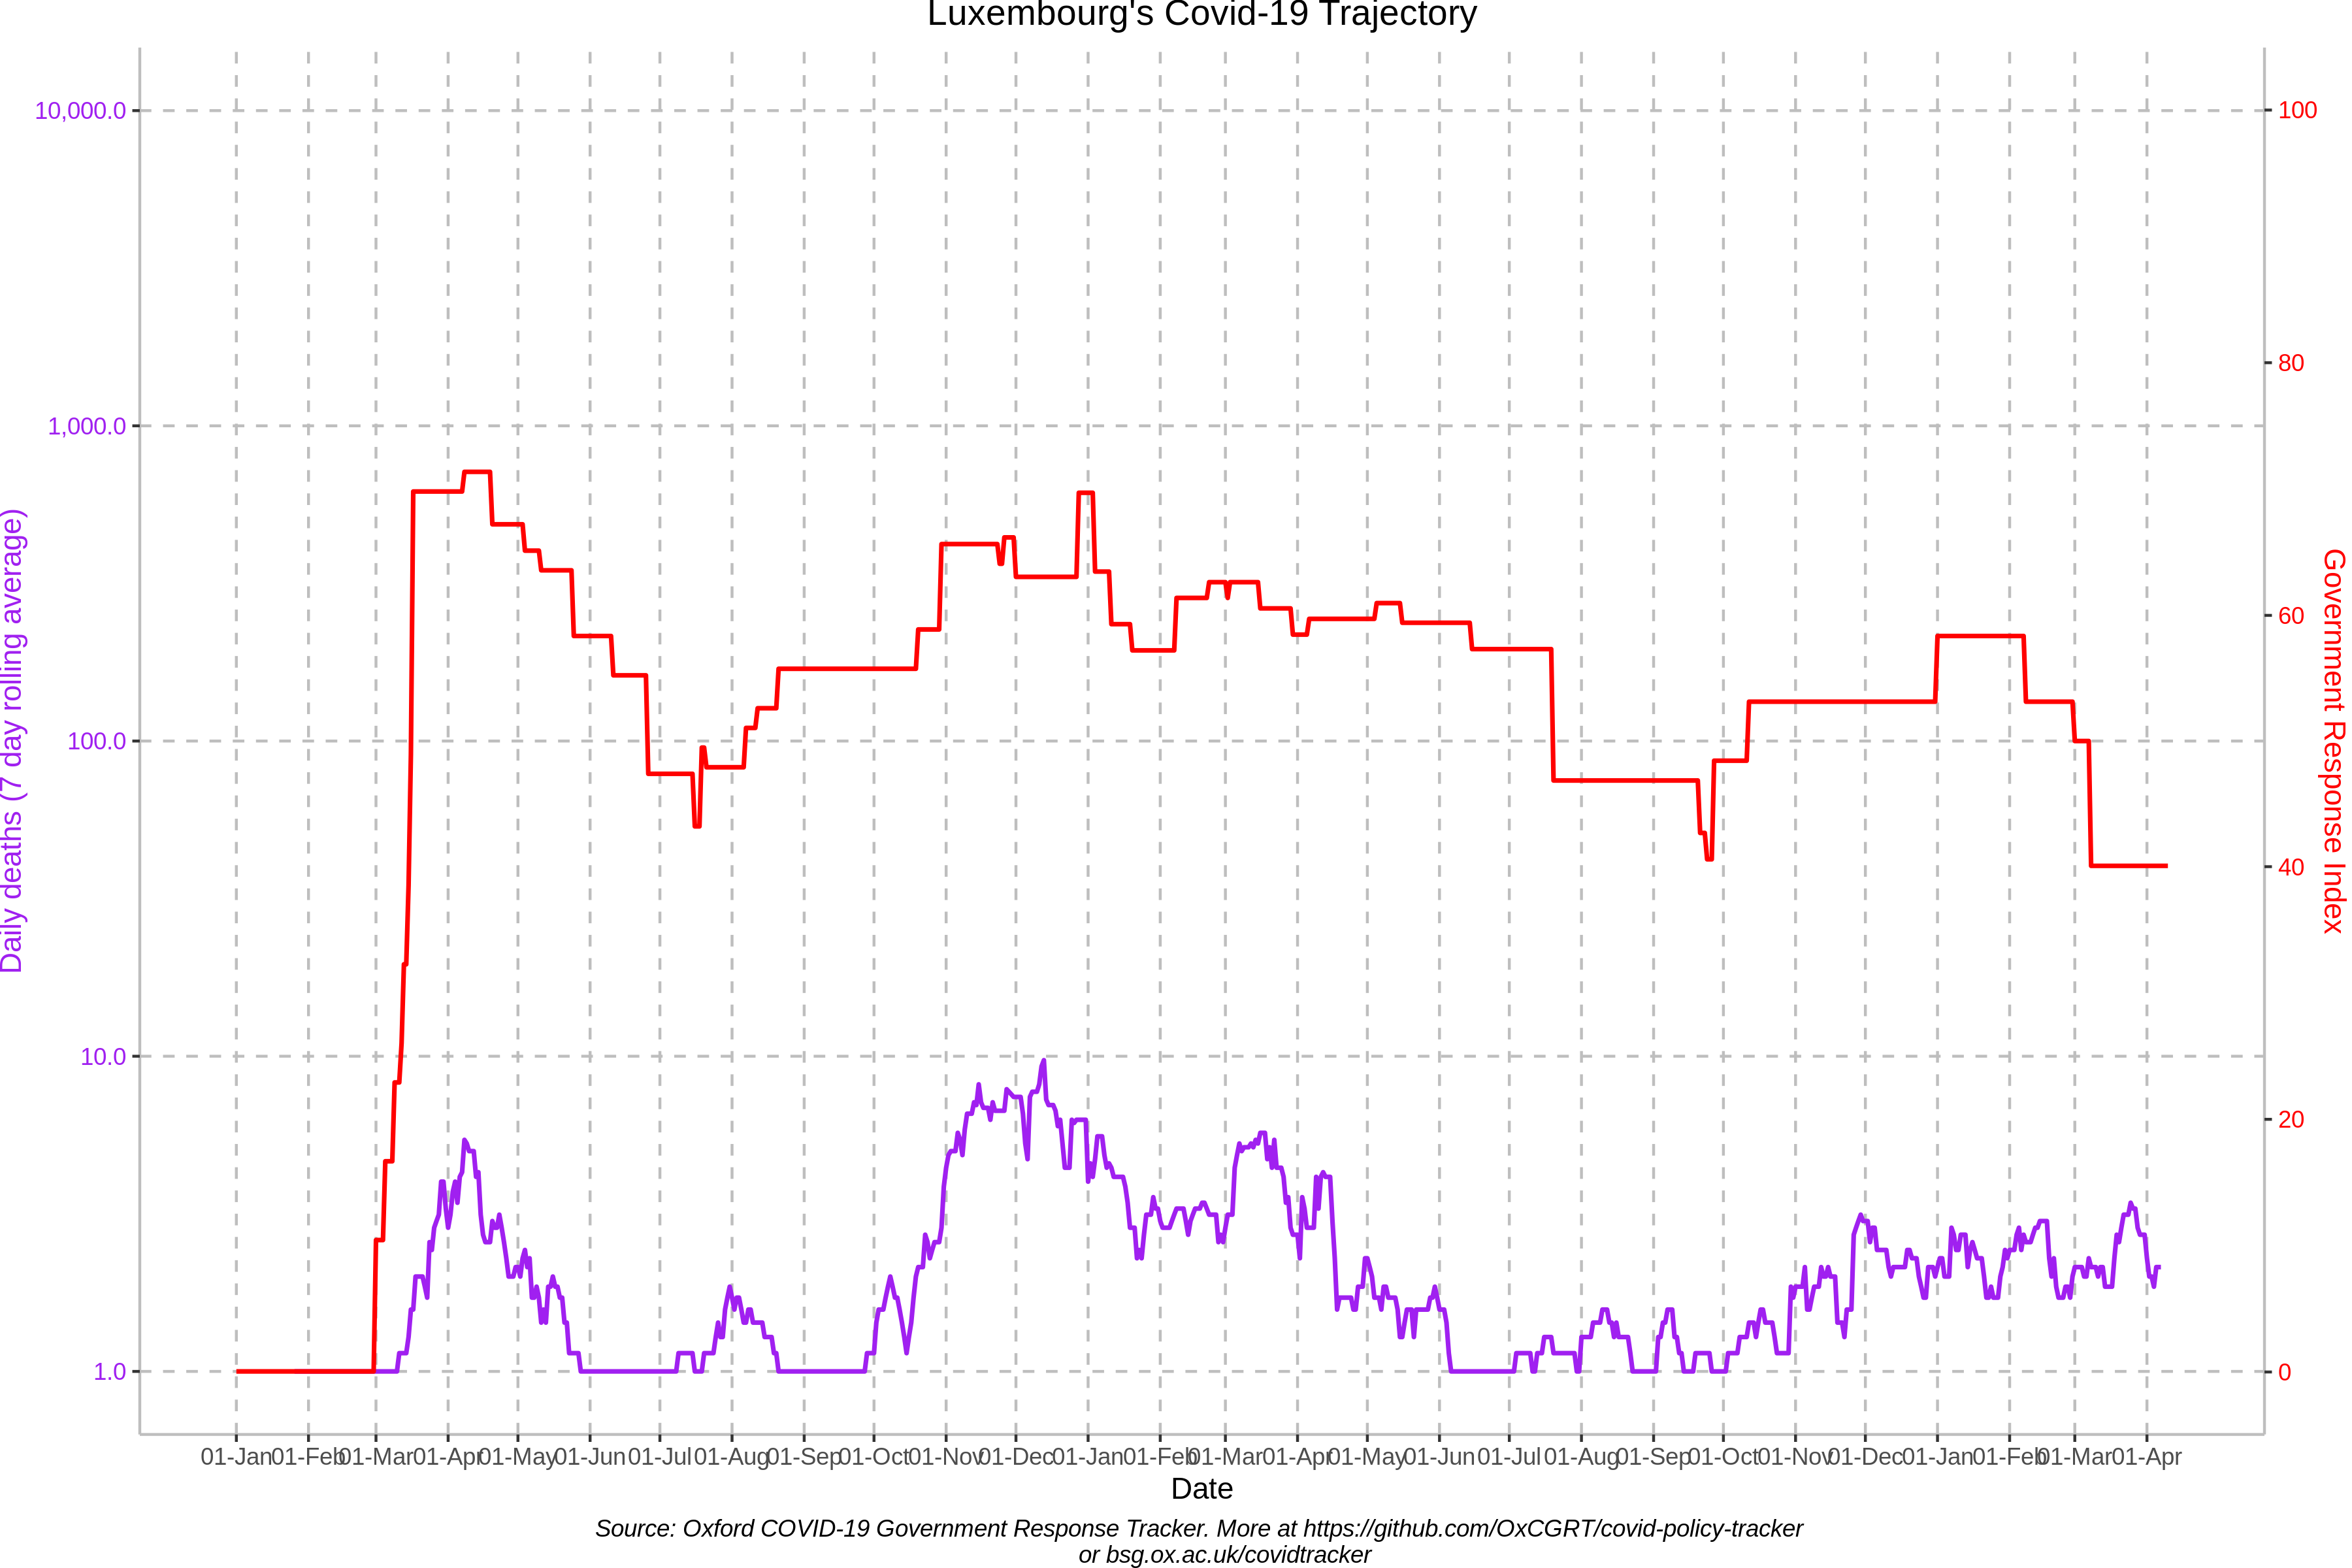 Luxembourg's Covid-19 Trajectory
10,000.0
1,000.0
100.0
10.0
1.0
Daily deaths (7 day rolling average)
100
80
60
40
20
0
Government Response Index
01-Jan 01-Feb 01-Mar 01-Apr 01-May 01-Jun 01-Jul 01-Aug 01-Sep 01-Oct 01-Nov 01-Dec 01-Jan 01-Feb 01-Mar 01-Apr 01-May 01-Jun 01-Jul 01-Aug 01-Sep 01-Oct 01-Nov 01-Dec 01-Jan 01-Feb 01-Mar 01-Apr
Date
Source: Oxford COVID-19 Government Response Tracker. More at https://github.com/OxCGRT/covid-policy-tracker
or bsg.ox.ac.uk/covidtracker